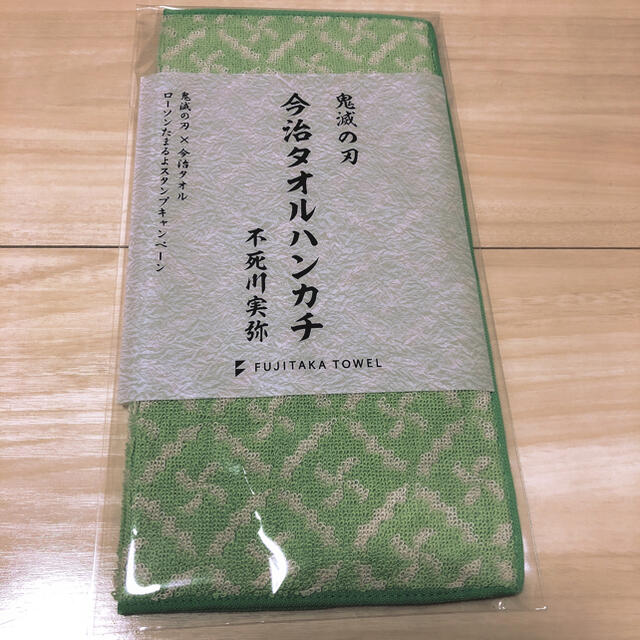 鬼滅の刃
今治タオルハンカチ
不死川実弥
鬼滅の刃×今治タオル
ローソンたまるよスタンプキャンペーン
FUJITAKA TOWEL